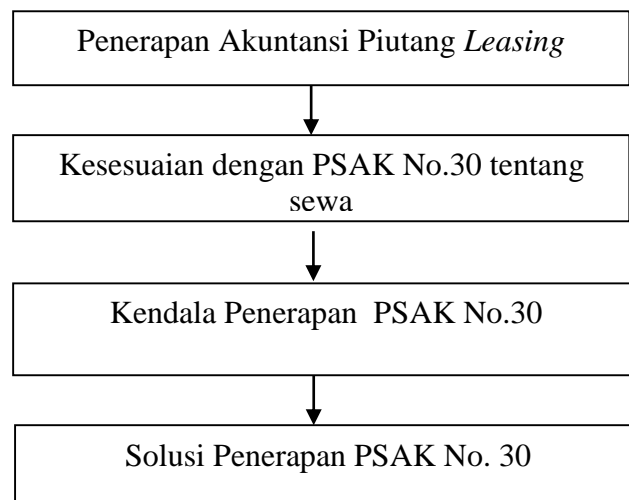 Penerapan Akuntansi Piutang Leasing
Kesesuaian dengan PSAK No.30 tentang
sewa
Kendala Penerapan PSAK No.30
Solusi Penerapan PSAK No. 30